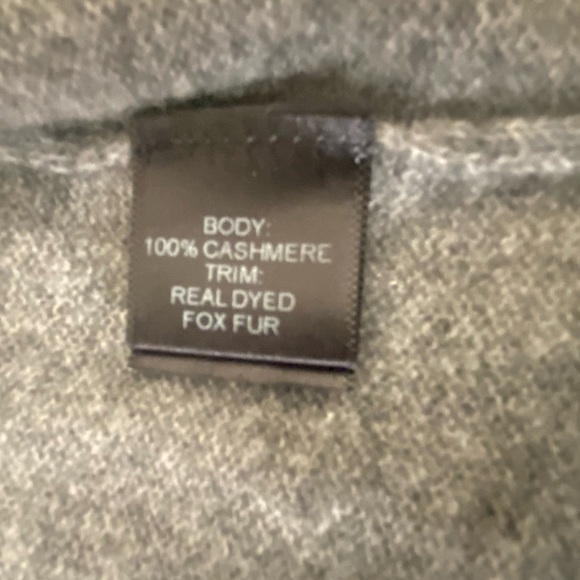 BODY:
100% CASHMERE
TRIM:
REAL DYED
FOX FUR